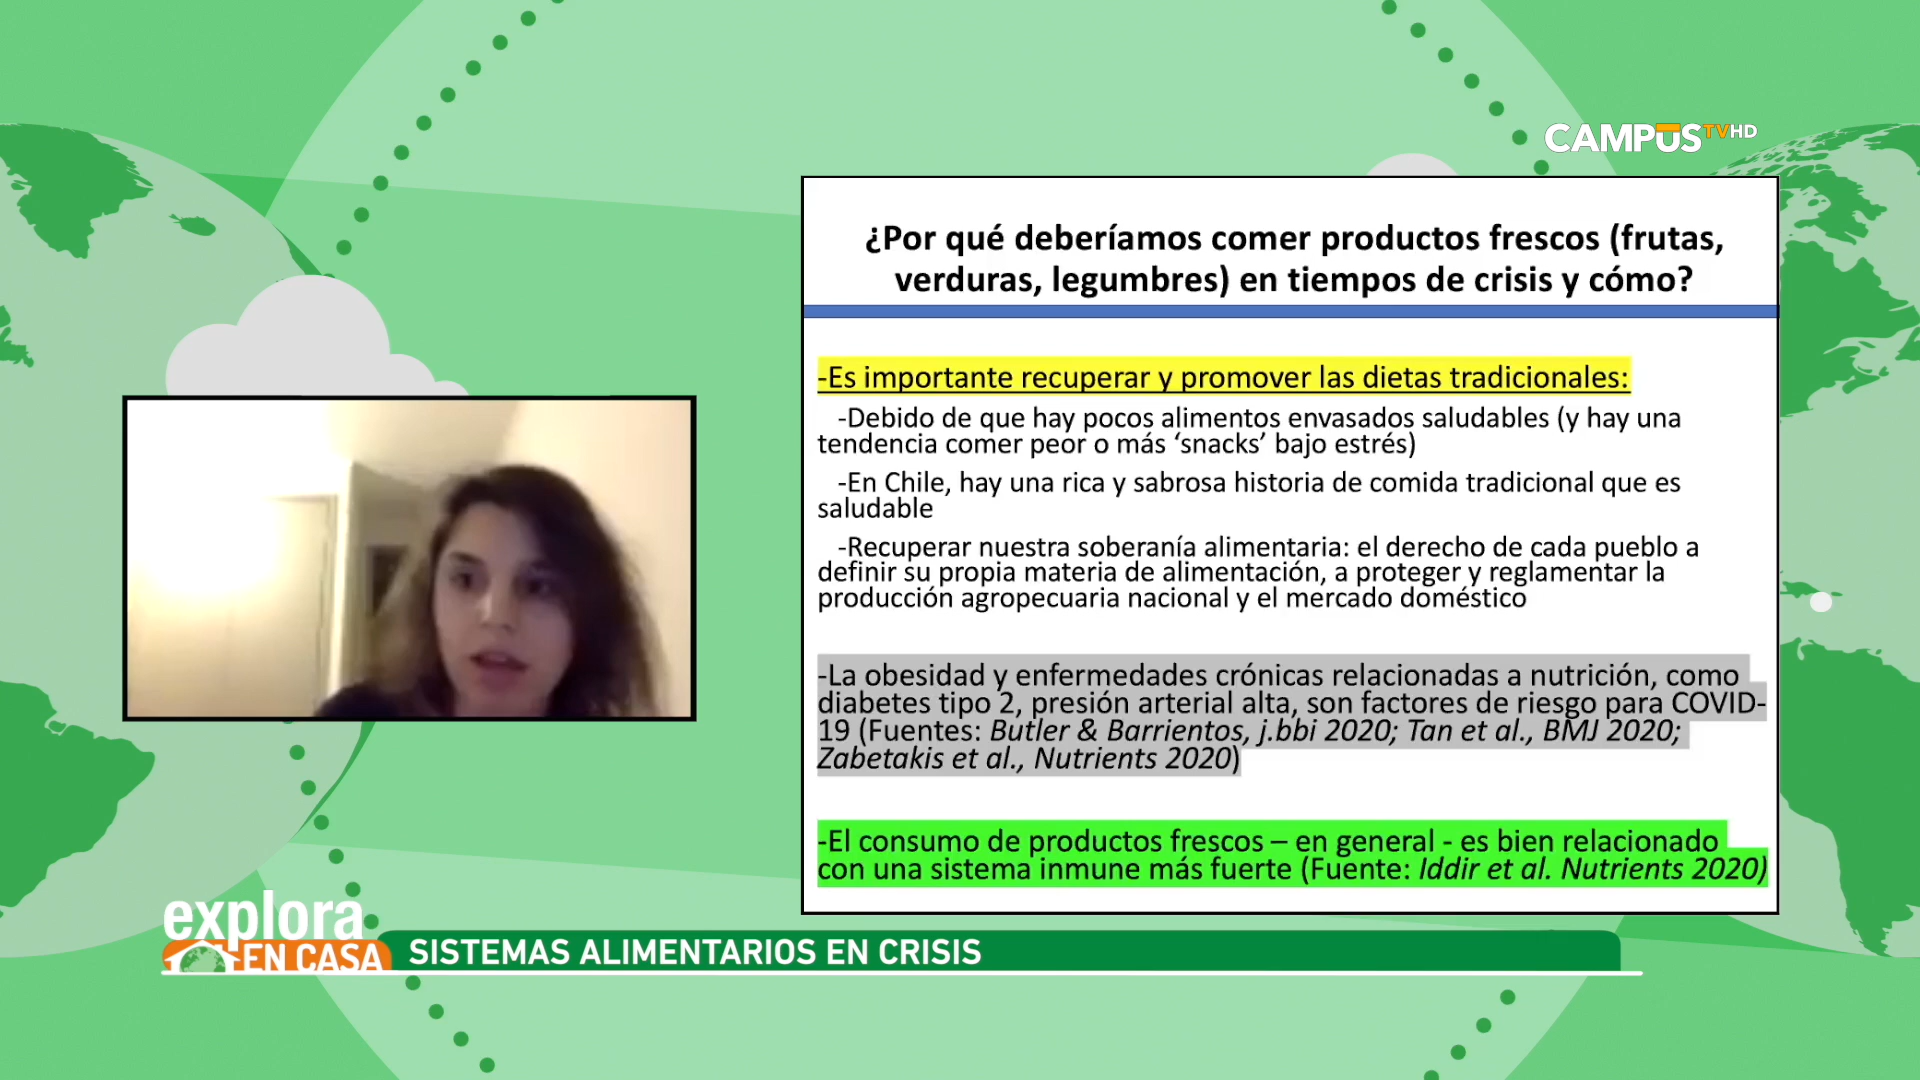 CAMPUSTVHD
¿Por qué deberíamos comer productos frescos (frutas,
verduras, legumbres) en tiempos de crisis y cómo?
-Es importante recuperar y promover las dietas tradicionales:
-Debido de que hay pocos alimentos envasados saludables (y hay una
tendencia comer peor o más ‘snacks’ bajo estrés)
-En Chile, hay una rica y sabrosa historia de comida tradicional que es
saludable
-Recuperar nuestra soberanía alimentaria: el derecho de cada pueblo a
definir su propia materia de alimentación, a proteger y reglamentar la
producción agropecuaria nacional y el mercado doméstico
-La obesidad y enfermedades crónicas relacionadas a nutrición, como
diabetes tipo 2, presión arterial alta, son factores de riesgo para COVID-
19 (Fuentes: Butler & Barrientos, j.bbi 2020; Tan et al., BMJ 2020;
Zabetakis et al., Nutrients 2020)
-El consumo de productos frescos – en general - es bien relacionado
con una sistema inmune más fuerte (Fuente: Iddir et al. Nutrients 2020)
explora
EN CASA
SISTEMAS ALIMENTARIOS EN CRISIS